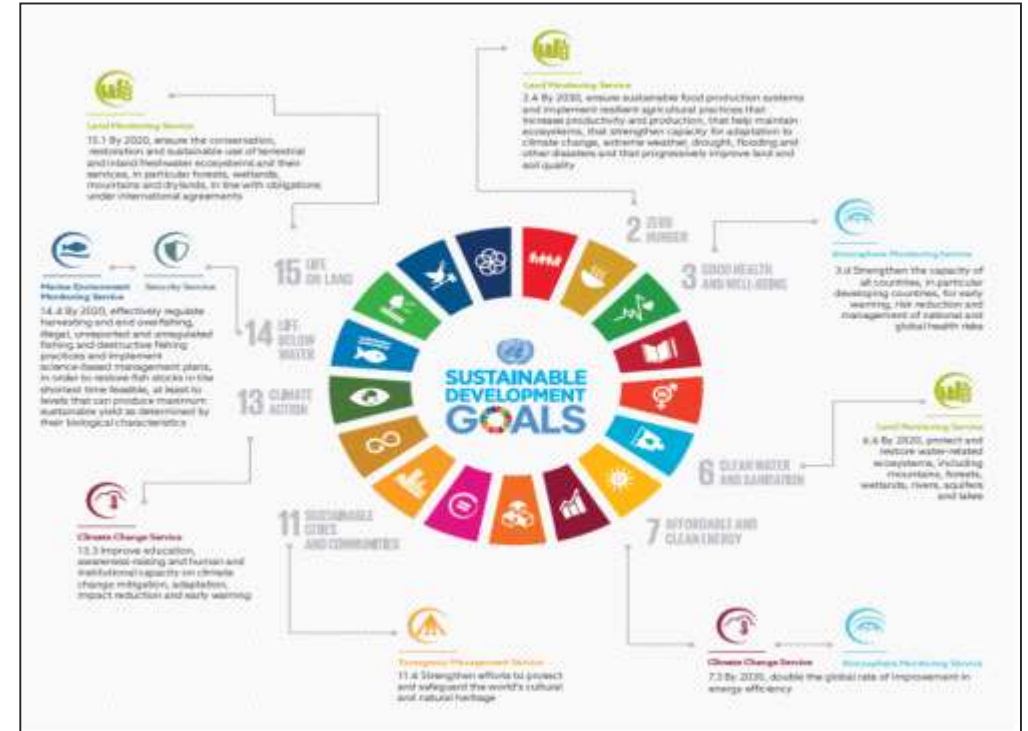 Land Monitoring Service
2.4 By 2030, ensure sustainable food production systems
and implement resilient agricultural practices that
increase productivity and production, that help maintain
ecosystems, that strengthen capacity for adaptation to
climate change, extreme weather, drought, flooding and
other disasters and that progressively improve land and
soil quality
Land Monitoring Service
15.1 By 2020, ensure the conservation,
restoration and sustainable use of terrestrial
and inland freshwater ecosystems and their
services, in particular forests, wetlands,
mountains and drylands, in line with obligations
under international agreements
2 ZERO
HUNGER
3 GOOD HEALTH
AND WELL-BEING
Atmosphere Monitoring Service
3.d Strengthen the capacity of
all countries, in particular
developing countries, for early
warning, risk reduction and
management of national and
global health risks
15 LIFE
ON LAND
Marine Environment
Monitoring Service
Security Service
14.4 By 2020, effectively regulate
harvesting and end overfishing,
illegal, unreported and unregulated
fishing and destructive fishing
practices and implement
science-based management plans,
in order to restore fish stocks in the
shortest time feasible, at least to
levels that can produce maximum
sustainable yield as determined by
their biological characteristics
14 LIFE
BELOW
WATER
13 CLIMATE
ACTION
SUSTAINABLE
DEVELOPMENT
GOALS
Land Monitoring Service
6.6 By 2020, protect and
restore water-related
ecosystems, including
mountains, forests,
wetlands, rivers, aquifers
and lakes
6 CLEAN WATER
AND SANITATION
7 AFFORDABLE AND
CLEAN ENERGY
11 SUSTAINABLE
CITIES
AND COMMUNITIES
Climate Change Service
13.3 Improve education,
awareness-raising and human and
institutional capacity on climate
change mitigation, adaptation,
impact reduction and early warning
Emergency Management Service
11.4 Strengthen efforts to protect
and safeguard the world's cultural
and natural heritage
Climate Change Service
Atmosphere Monitoring Service
7.3 By 2030, double the global rate of improvement in
energy efficiency